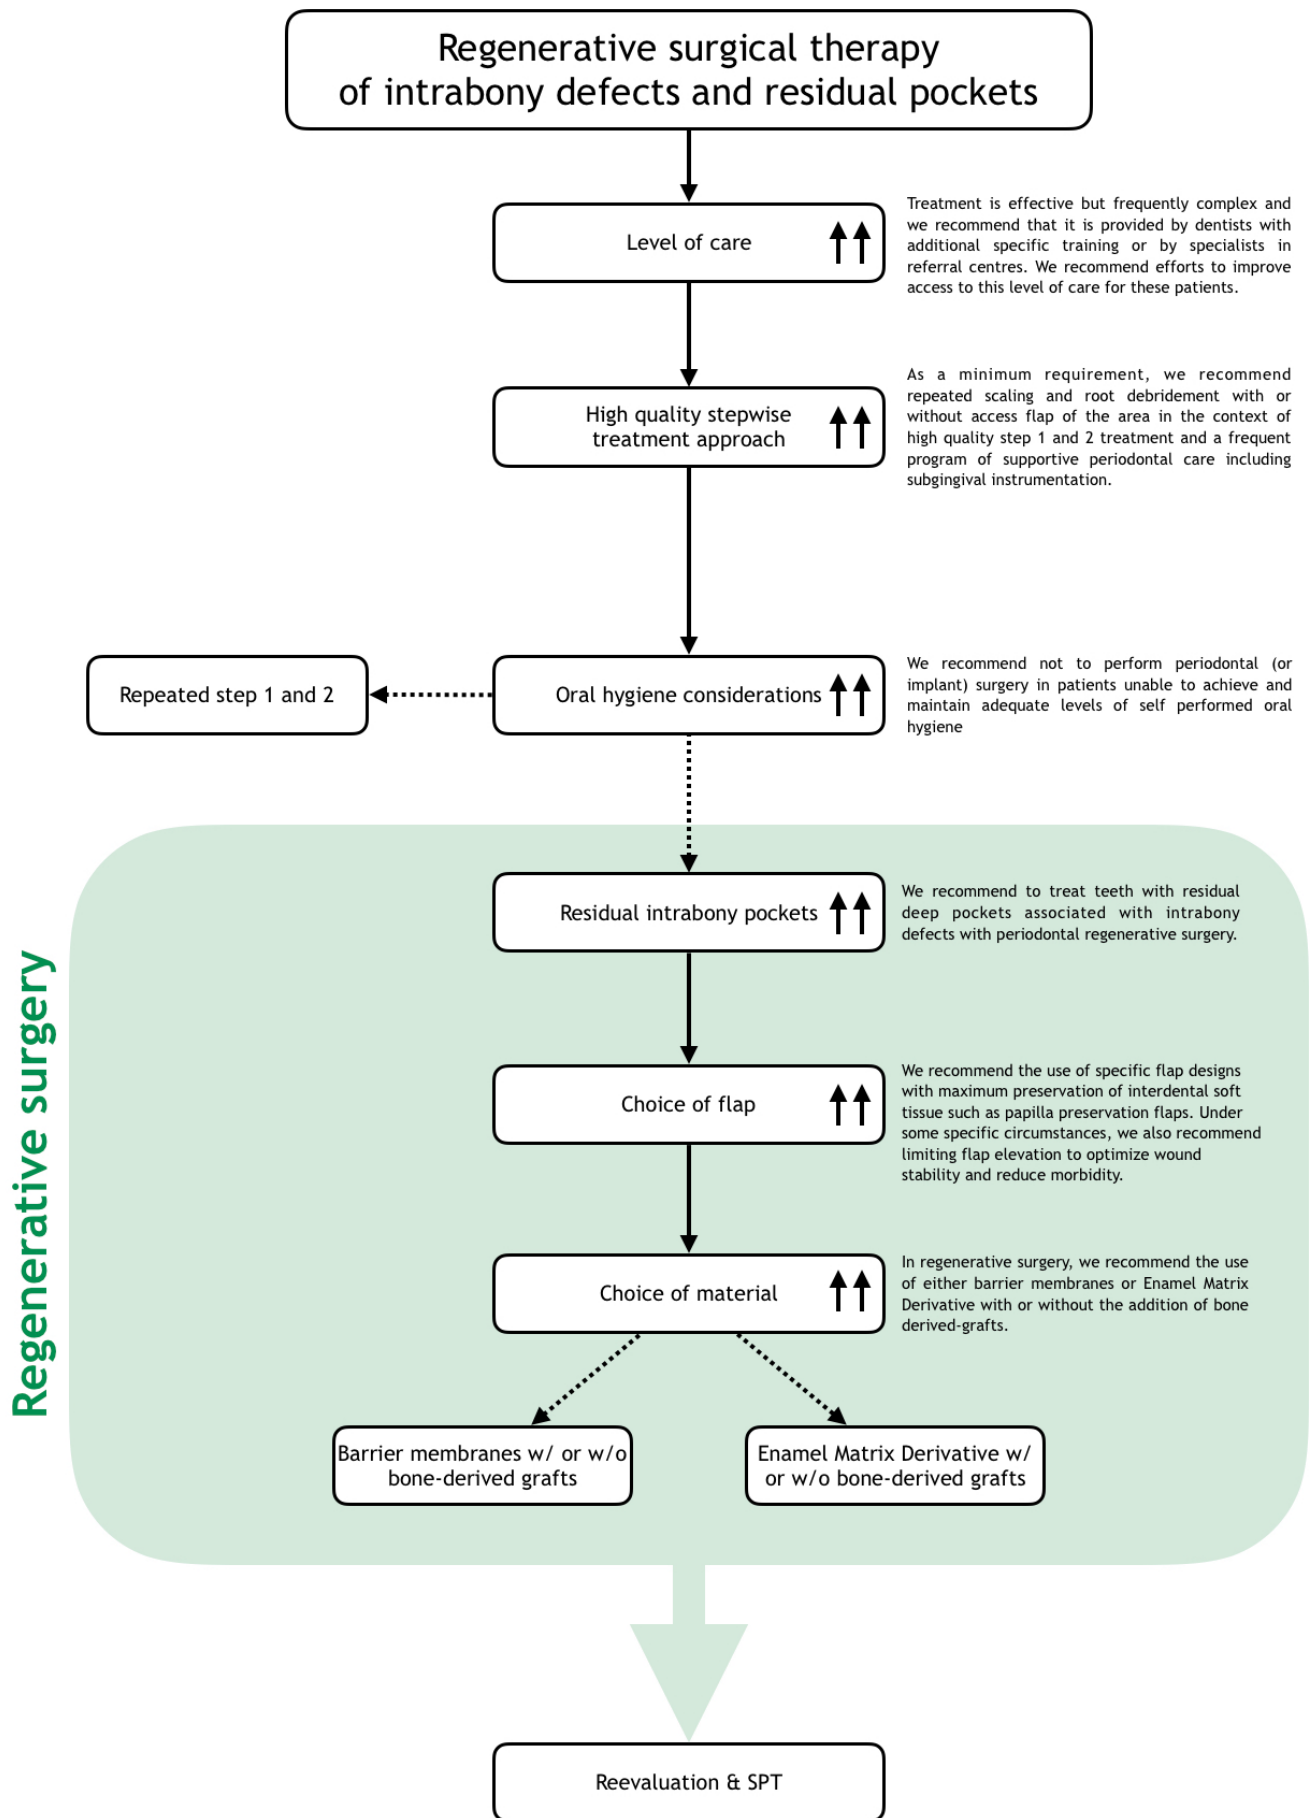 Regenerative surgical therapy
of intrabony defects and residual pockets
Level of care
Treatment is effective but frequently complex and
we recommend that it is provided by dentists with
additional specific training or by specialists in
referral centres. We recommend efforts to improve
access to this level of care for these patients.
High quality stepwise
treatment approach
As a minimum requirement, we recommend
repeated scaling and root debridement with or
without access flap of the area in the context of
high quality step 1 and 2 treatment and a frequent
program of supportive periodontal care including
subgingival instrumentation.
Repeated step 1 and 2
Oral hygiene considerations
We recommend not to perform periodontal (or
implant) surgery in patients unable to achieve and
maintain adequate levels of self performed oral
hygiene
Regenerative surgery
Residual intrabony pockets
We recommend to treat teeth with residual
deep pockets associated with intrabony
defects with periodontal regenerative surgery.
Choice of flap
We recommend the use of specific flap designs
with maximum preservation of interdental soft
tissue such as papilla preservation flaps. Under
some specific circumstances, we also recommend
limiting flap elevation to optimize wound
stability and reduce morbidity.
Choice of material
In regenerative surgery, we recommend the use
of either barrier membranes or Enamel Matrix
Derivative with or without the addition of bone
derived-grafts.
Barrier membranes w/ or w/o
bone-derived grafts
Enamel Matrix Derivative w/
or w/o bone-derived grafts
Reevaluation & SPT